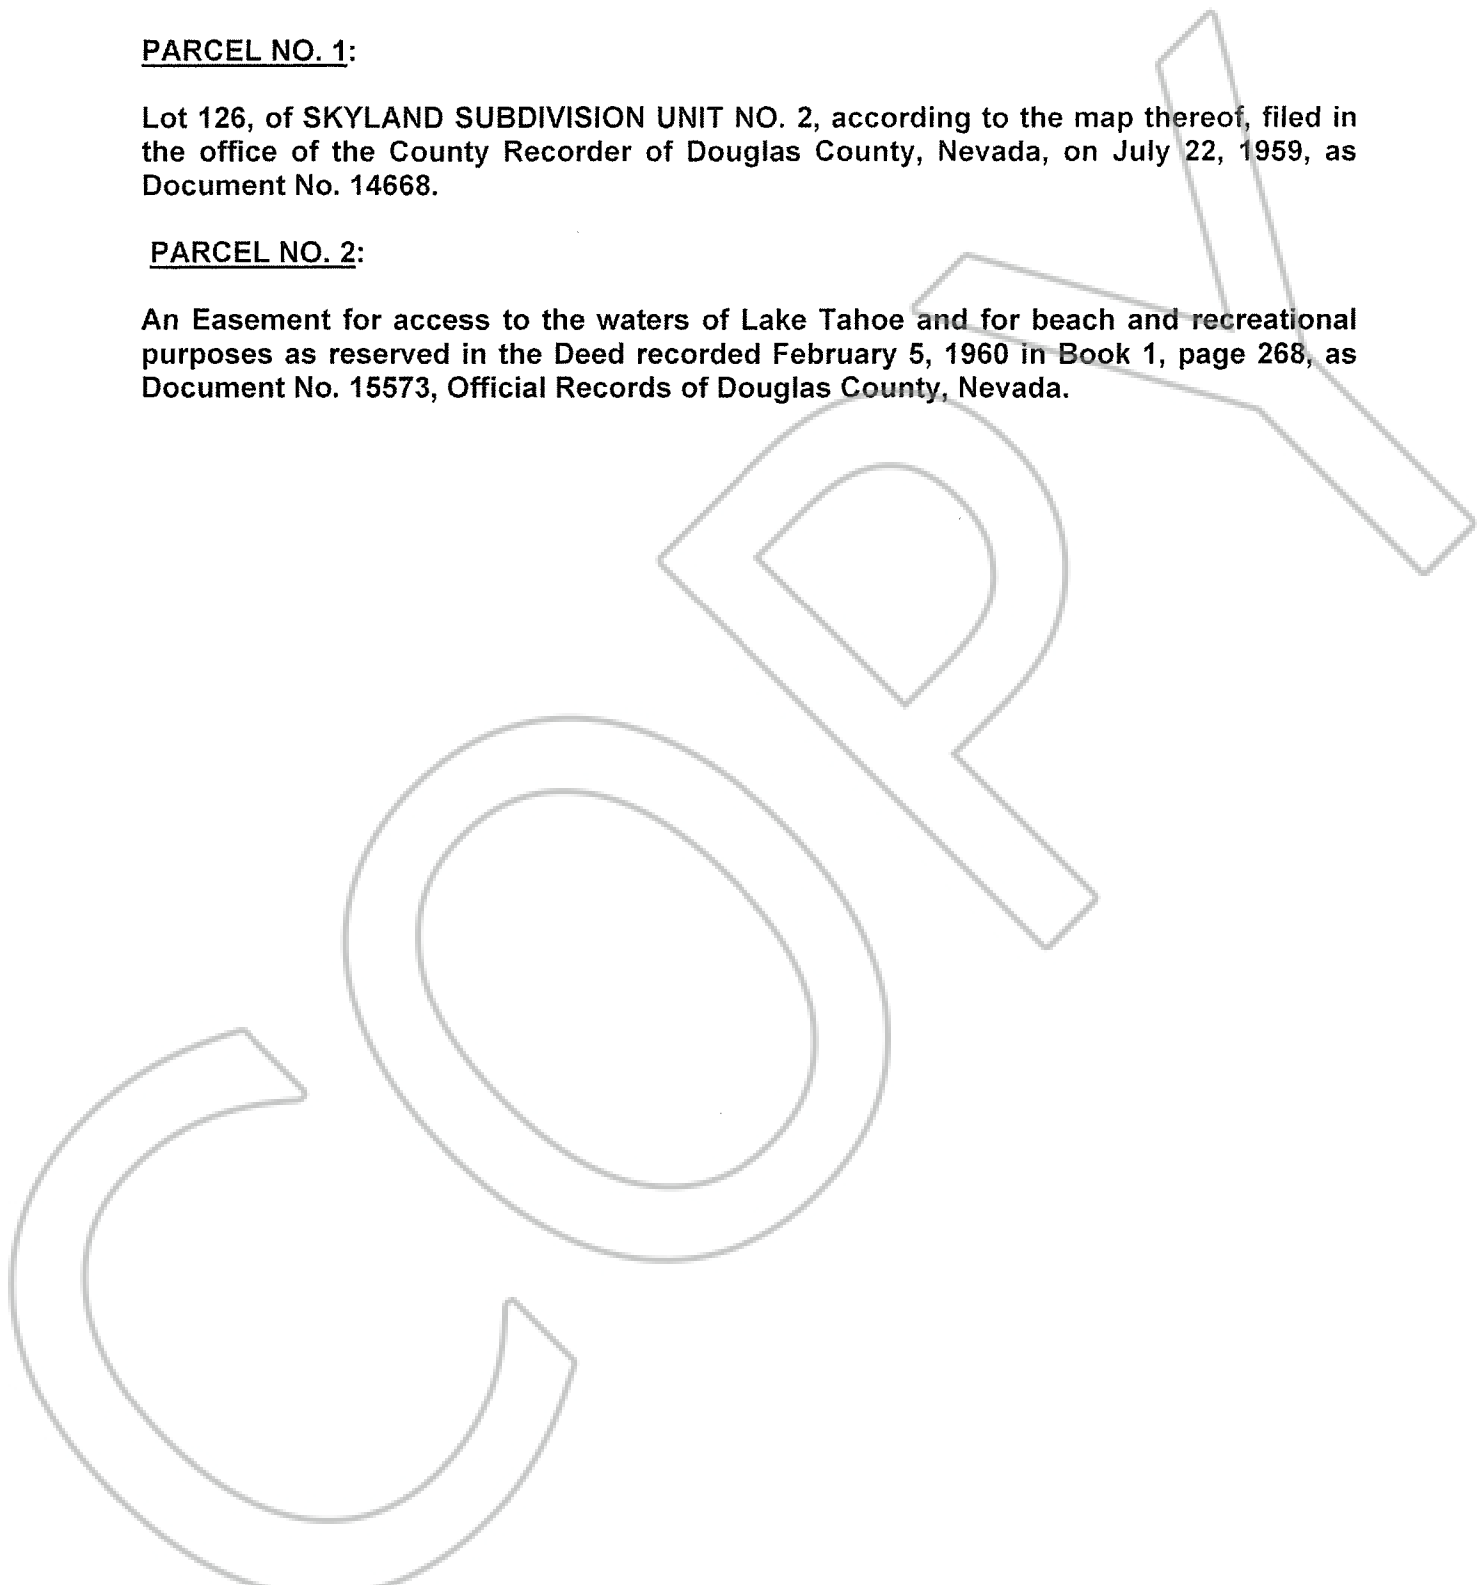 PARCEL NO. 1:
Lot 126, of SKYLAND SUBDIVISION UNIT NO. 2, according to the map thereof, filed in
the office of the County Recorder of Douglas County, Nevada, on July 22, 1959, as
Document No. 14668.
PARCEL NO. 2:
An Easement for access to the waters of Lake Tahoe and for beach and recreational
purposes as reserved in the Deed recorded February 5, 1960 in Book 1, page 268, as
Document No. 15573, Official Records of Douglas County, Nevada.
COPY